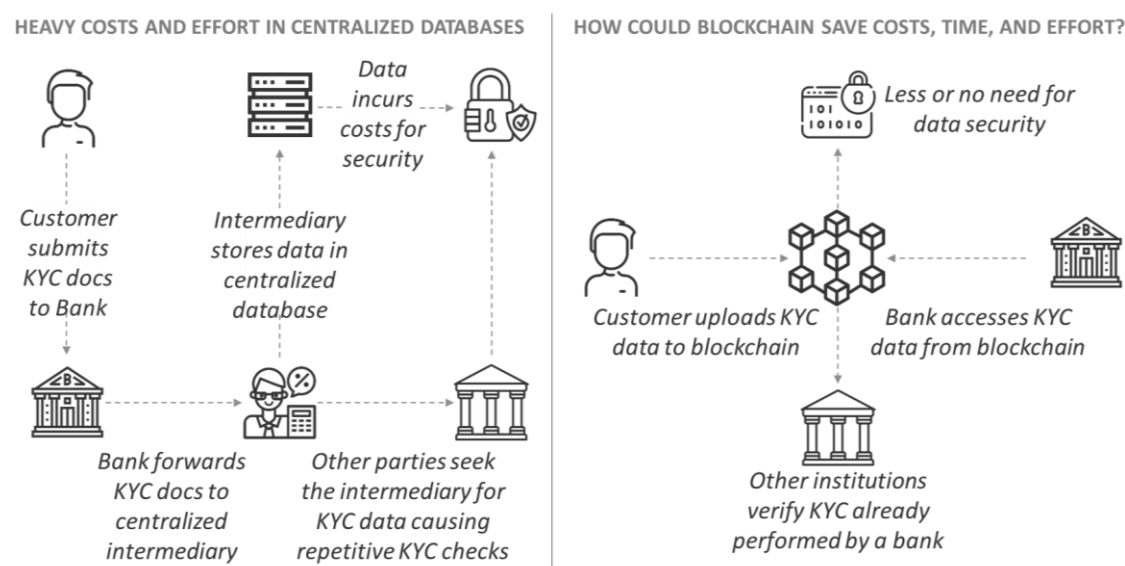 HEAVY COSTS AND EFFORT IN CENTRALIZED DATABASES
Data
incurs
costs for
security
Customer
submits
KYC docs
to Bank
Intermediary
stores data in
centralized
database
B
%
Bank forwards
KYC docs to
centralized
intermediary
Other parties seek
the intermediary for
KYC data causing
repetitive KYC checks
HOW COULD BLOCKCHAIN SAVE COSTS, TIME, AND EFFORT?
101
101010
Less or no need for
data security
B
Customer uploads KYC
data to blockchain
Bank accesses KYC
data from blockchain
Other institutions
verify KYC already
performed by a bank